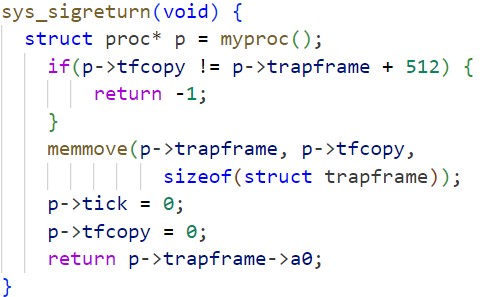 sys_sigreturn(void) {
struct proc* p = myproc();
if(p->tfcopy != p->trapframe + 512) {
return -1;
}
memmove(p->trapframe, p->tfcopy,
sizeof(struct trapframe));
p->tick = 0;
p->tfcopy = 0;
return p->trapframe->a0;
}